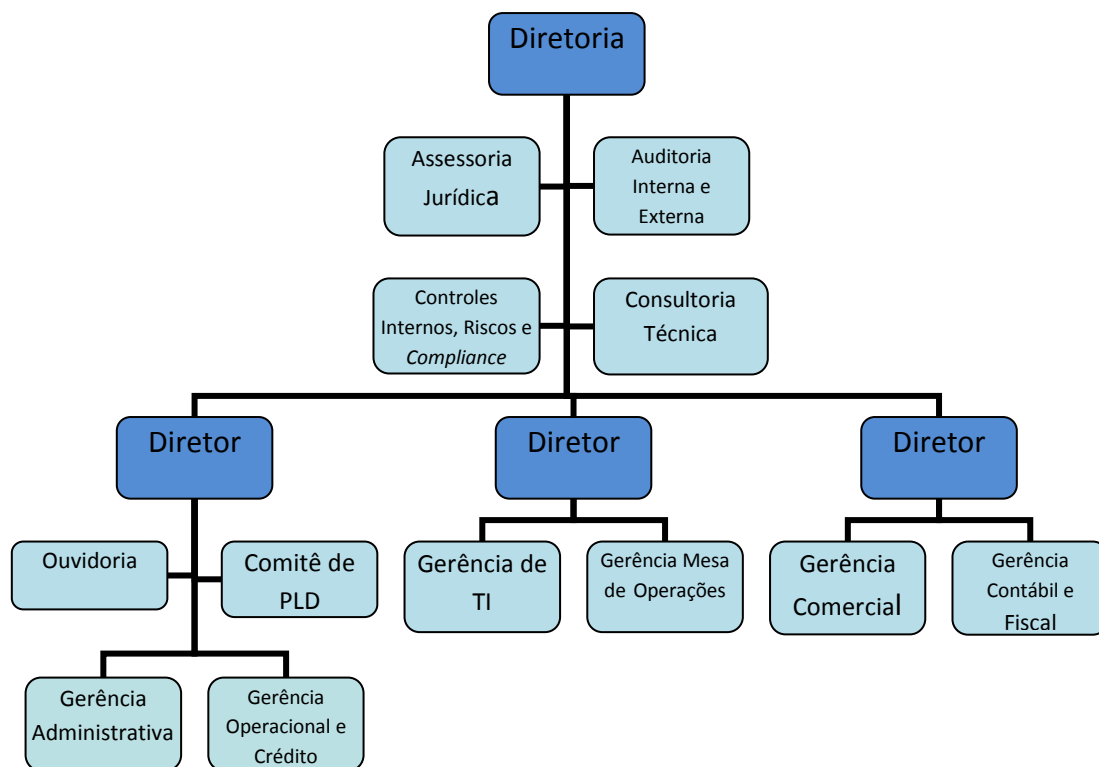 Diretoria
Assessoria
Jurídica
Auditoria
Interna e
Externa
Controles
Internos, Riscos e
Compliance
Consultoria
Técnica
Diretor
Diretor
Diretor
Ouvidoria
Comitê de
PLD
Gerência de
TI
Gerência Mesa
de Operações
Gerência
Comercial
Gerência
Contábil e
Fiscal
Gerência
Administrativa
Gerência
Operacional e
Crédito